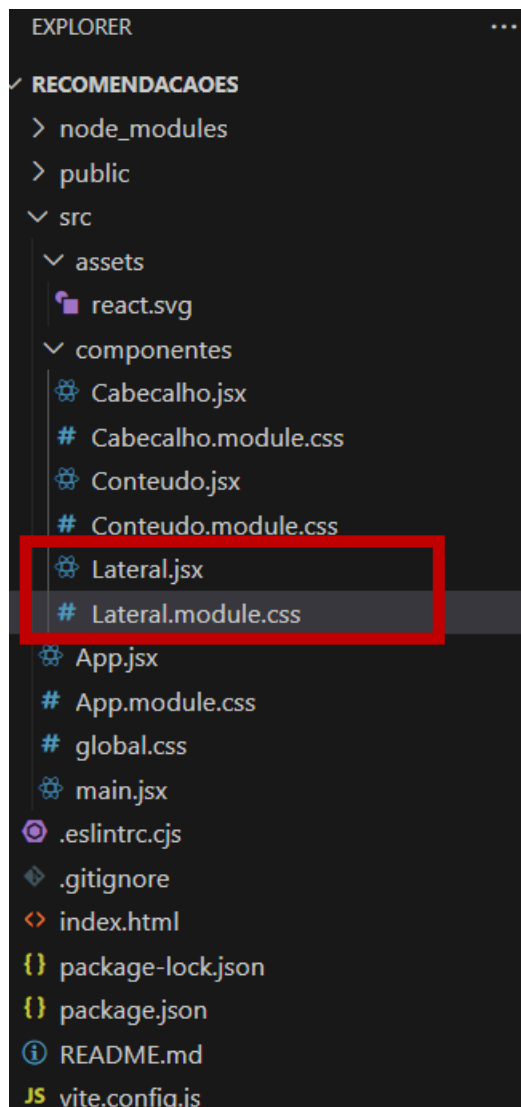 EXPLORER ...
RECOMENDACAOES
node_modules
public
src
assets
react.svg
componentes
Cabecalho.jsx
# Cabecalho.module.css
Conteudo.jsx
# Conteudo.module.css
Lateral.jsx
# Lateral.module.css
App.jsx
# App.module.css
# global.css
main.jsx
.eslintrc.cjs
.gitignore
<> index.html
{} package-lock.json
{} package.json
README.md
JS vite.config.js